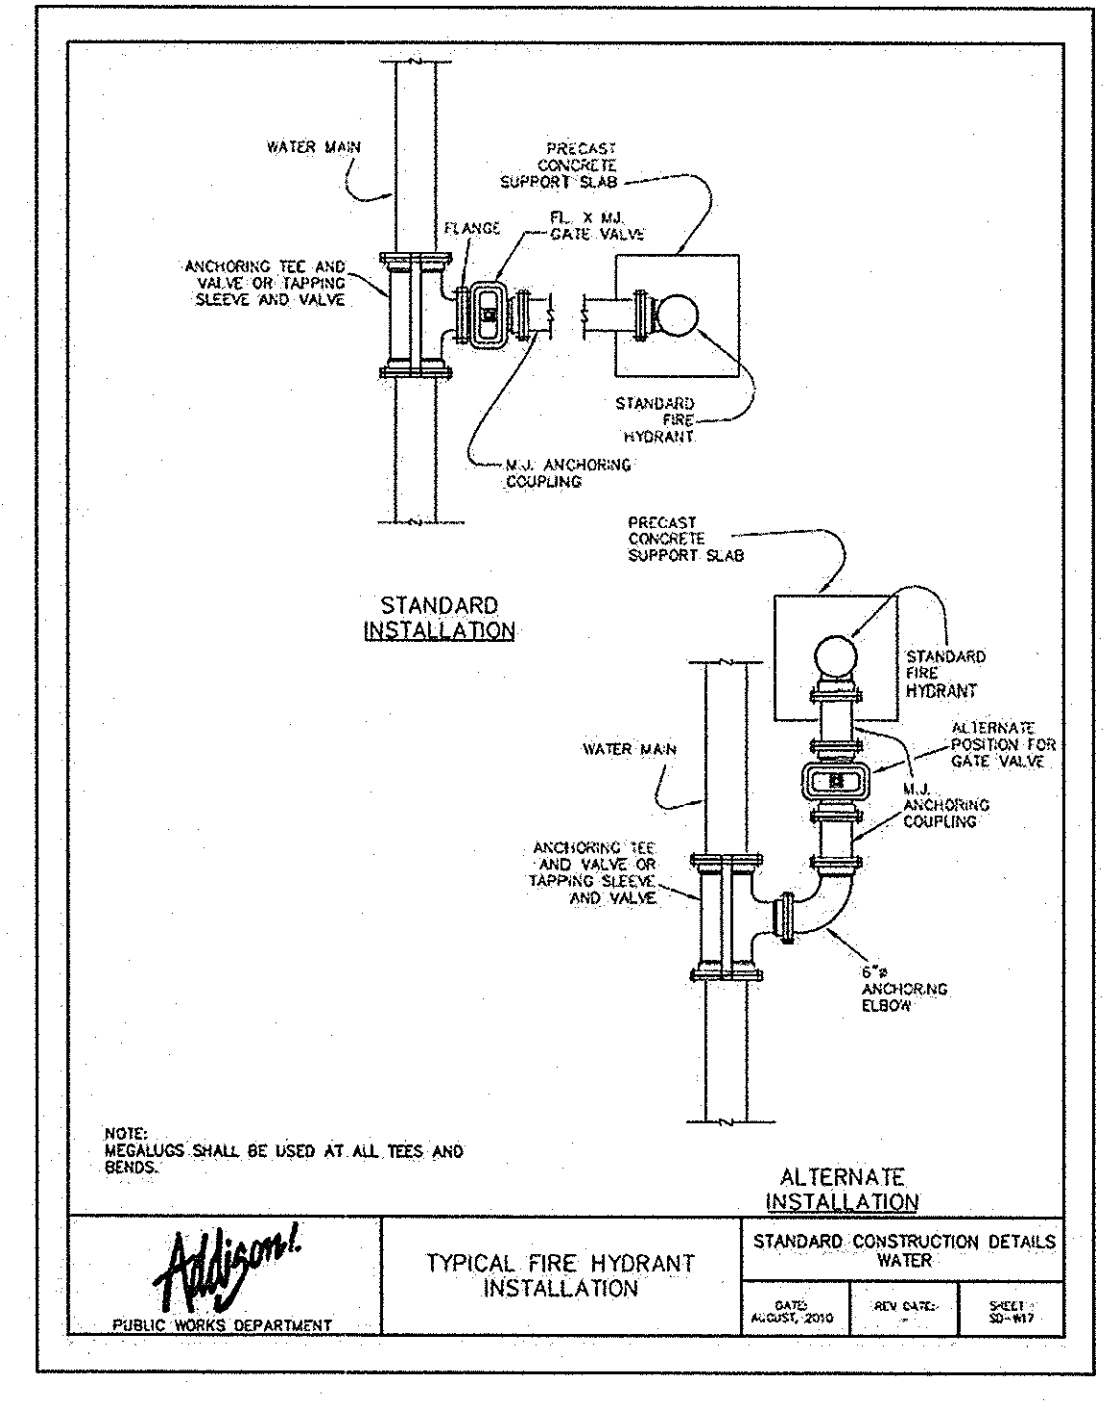 WATER MAIN
PRECAST
CONCRETE
SUPPORT SLAB
FLANGE
FL. X MJ.
GATE VALVE
ANCHORING TEE AND
VALVE OR TAPPING
SLEEVE AND VALVE
STANDARD
FIRE
HYDRANT
M.J. ANCHORING
COUPLING
STANDARD
INSTALLATION
PRECAST
CONCRETE
SUPPORT SLAB
STANDARD
FIRE
HYDRANT
WATER MAIN
ALTERNATE
POSITION FOR
GATE VALVE
M.J.
ANCHORING
COUPLING
ANCHORING TEE
AND VALVE OR
TAPPING SLEEVE
AND VALVE
6"ø
ANCHORING
ELBOW
NOTE:
MEGALUGS SHALL BE USED AT ALL TEES AND
BENDS.
ALTERNATE
INSTALLATION
Addison!
PUBLIC WORKS DEPARTMENT
TYPICAL FIRE HYDRANT
INSTALLATION
STANDARD CONSTRUCTION DETAILS
WATER
DATE:
AUGUST, 2010
REV DATE:
-
SHEET :
SD-W17